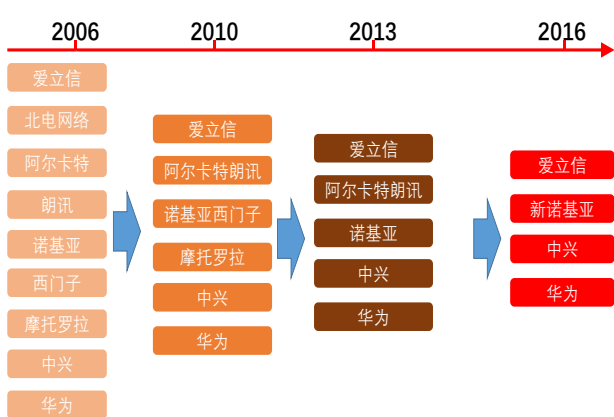 2006
2010
2013
2016
爱立信
北电网络
阿尔卡特
朗讯
诺基亚
西门子
摩托罗拉
中兴
华为
爱立信
阿尔卡特朗讯
诺基亚西门子
摩托罗拉
中兴
华为
爱立信
阿尔卡特朗讯
诺基亚
中兴
华为
爱立信
新诺基亚
中兴
华为